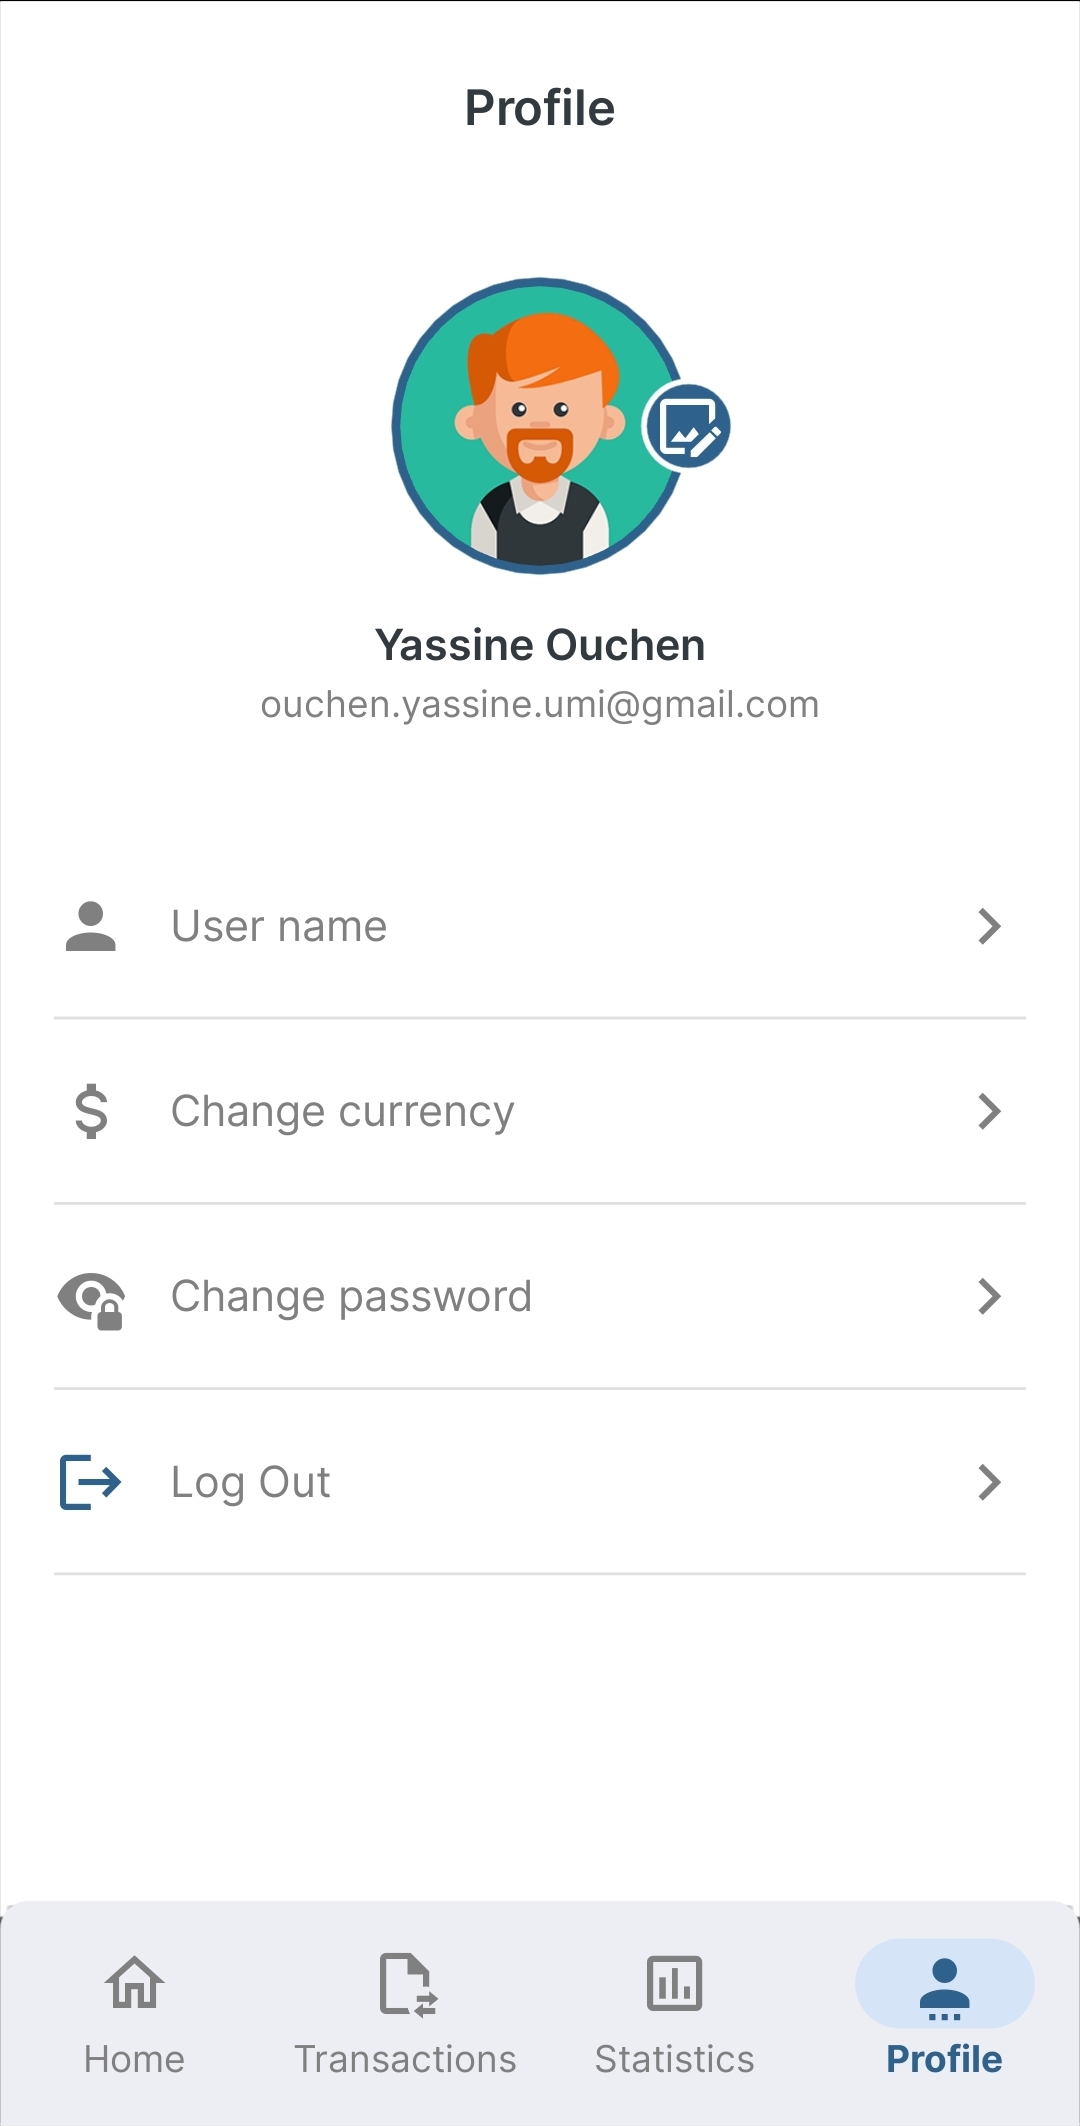 Profile
Yassine Ouchen
ouchen.yassine.umi@gmail.com
User name
Change currency
Change password
Log Out
Home
Transactions
Statistics
Profile